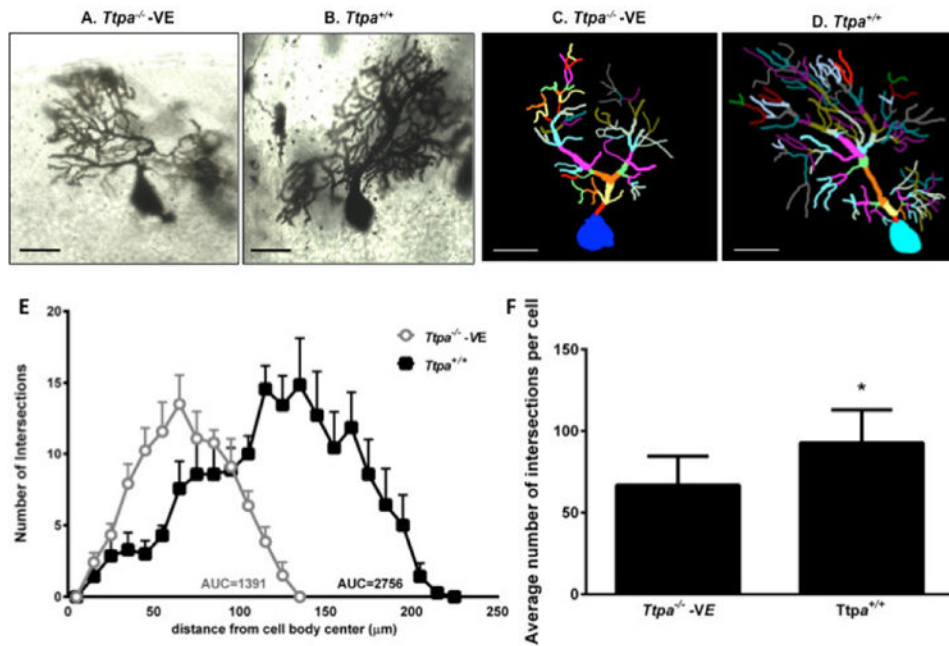 A. Ttpa-/- -VE
B. Ttpa+/+
C. Ttpa-/- -VE
D. Ttpa+/+
E
20
15
10
5
0
Number of Intersections
Ttpa-/- -VE
Ttpa+/+
AUC=1391
AUC=2756
0
50
100
150
200
250
distance from cell body center (μm)
F
Average number of intersections per cell
150
100
50
0
*
Ttpa-/- -VE
Ttpa+/+